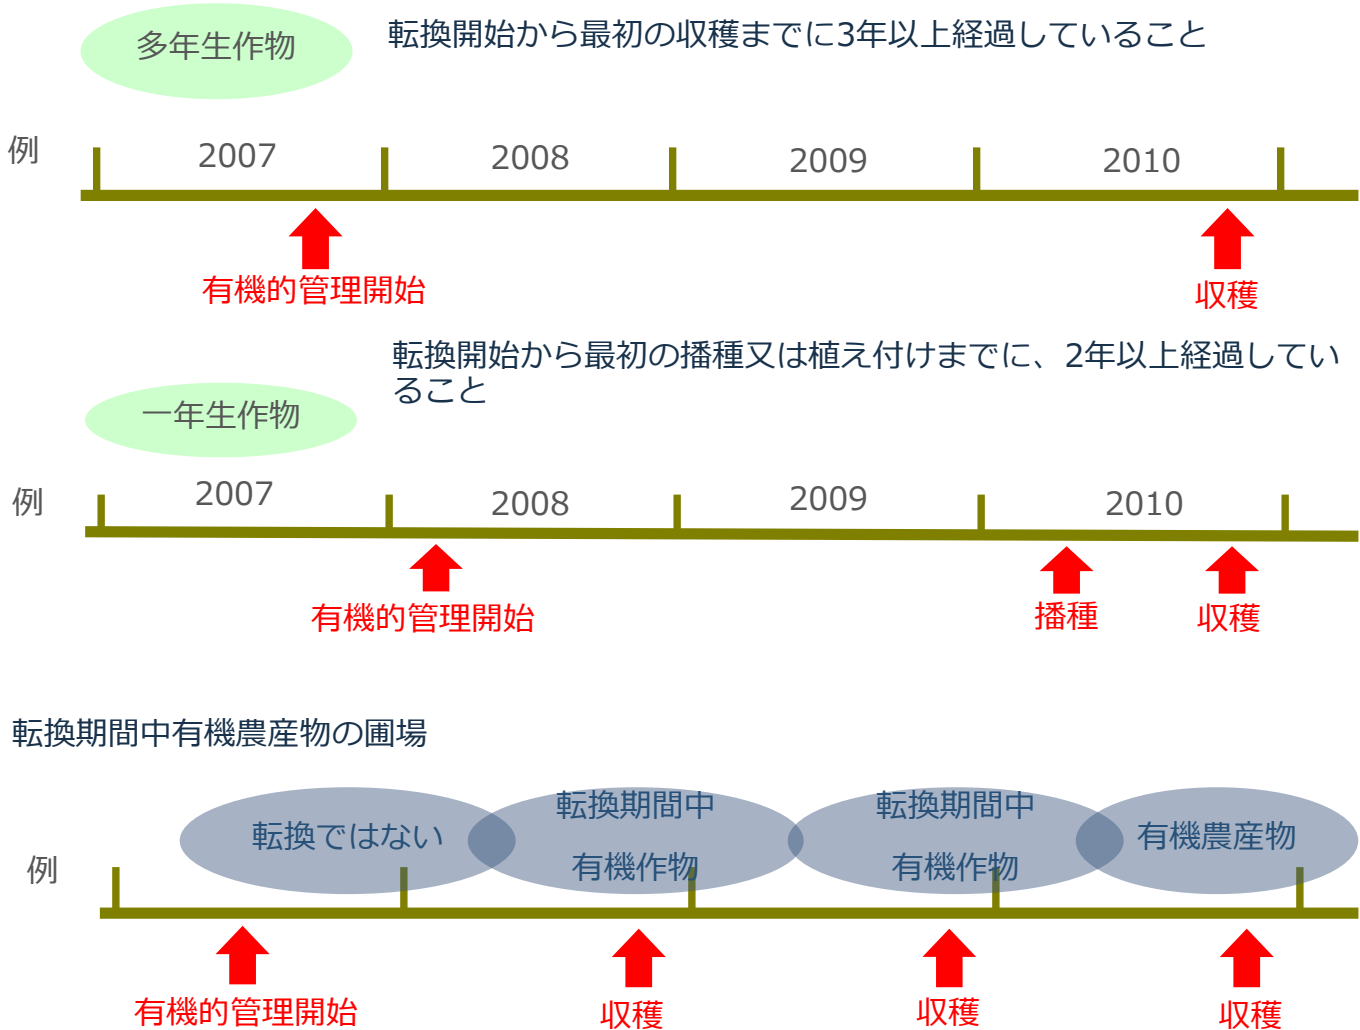 多年生作物
転換開始から最初の収穫までに3年以上経過していること
例
2007 2008 2009 2010
有機的管理開始
収穫
転換開始から最初の播種又は植え付けまでに、2年以上経過してい
ること
一年生作物
例
2007 2008 2009 2010
有機的管理開始
播種
収穫
転換期間中有機農産物の圃場
例
転換ではない
転換期間中
有機作物
転換期間中
有機作物
有機農産物
有機的管理開始
収穫
収穫
収穫